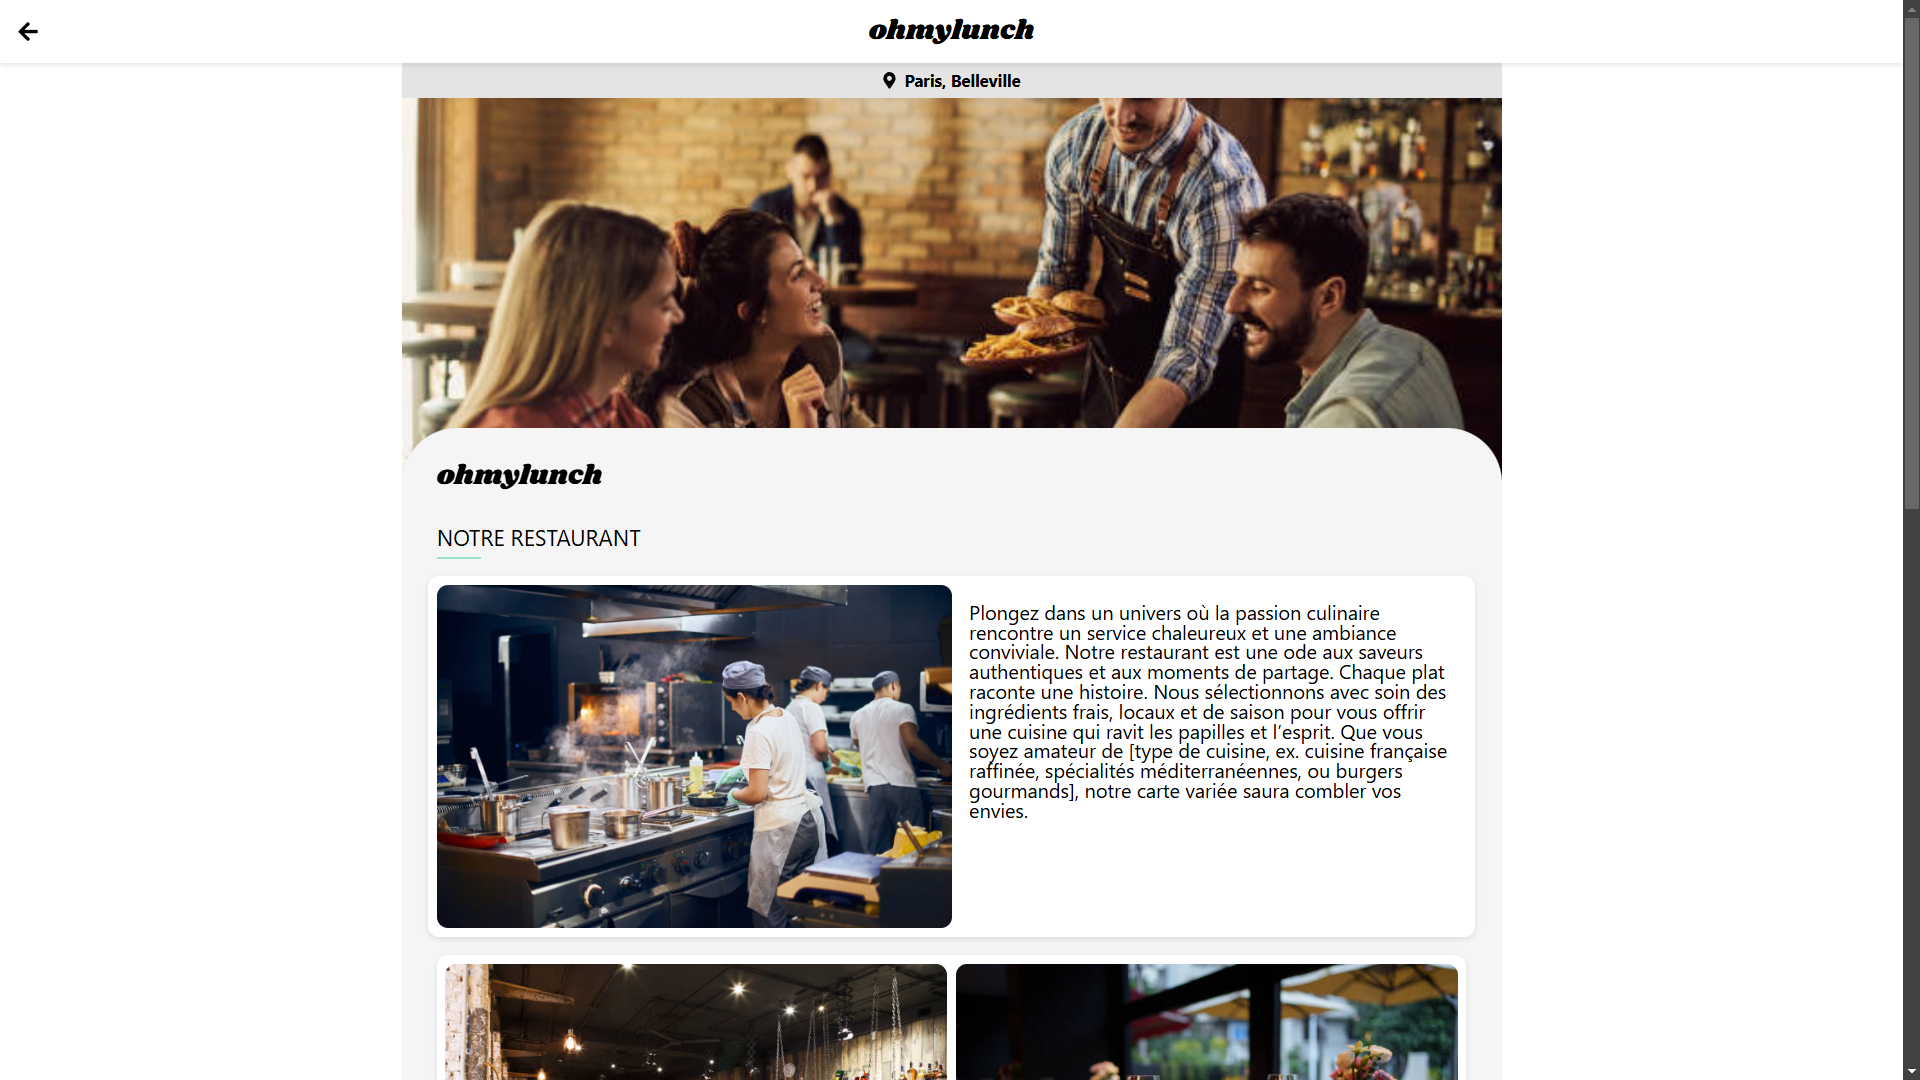 ohmylunch
Paris, Belleville
ohmylunch
NOTRE RESTAURANT
Plongez dans un univers où la passion culinaire
rencontre un service chaleureux et une ambiance
conviviale. Notre restaurant est une ode aux saveurs
authentiques et aux moments de partage. Chaque plat
raconte une histoire. Nous sélectionnons avec soin des
ingrédients frais, locaux et de saison pour vous offrir
une cuisine qui ravit les papilles et l’esprit. Que vous
soyez amateur de [type de cuisine, ex. cuisine française
raffinée, spécialités méditerranéennes, ou burgers
gourmands], notre carte variée saura combler vos
envies.